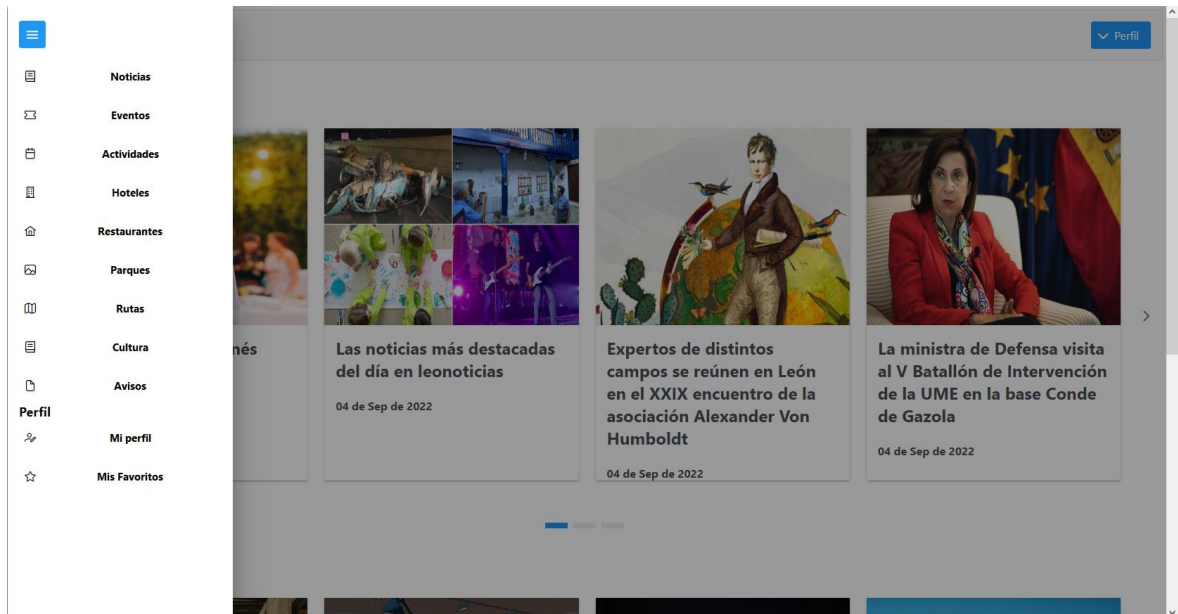 Perfil
Noticias
Eventos
Actividades
Hoteles
Restaurantes
Parques
Rutas
Cultura
Avisos
Perfil
Mi perfil
Mis Favoritos
nés
Las noticias más destacadas
del día en leonoticias
04 de Sep de 2022
Expertos de distintos
campos se reúnen en León
en el XXIX encuentro de la
asociación Alexander Von
Humboldt
04 de Sep de 2022
La ministra de Defensa visita
al V Batallón de Intervención
de la UME en la base Conde
de Gazola
04 de Sep de 2022